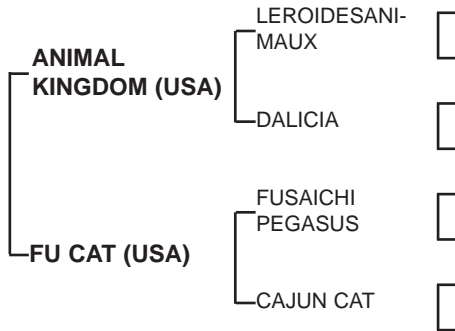 LEROIDESANI-
MAUX
ANIMAL
KINGDOM (USA)
DALICIA
FUSAICHI
PEGASUS
FU CAT (USA)
CAJUN CAT